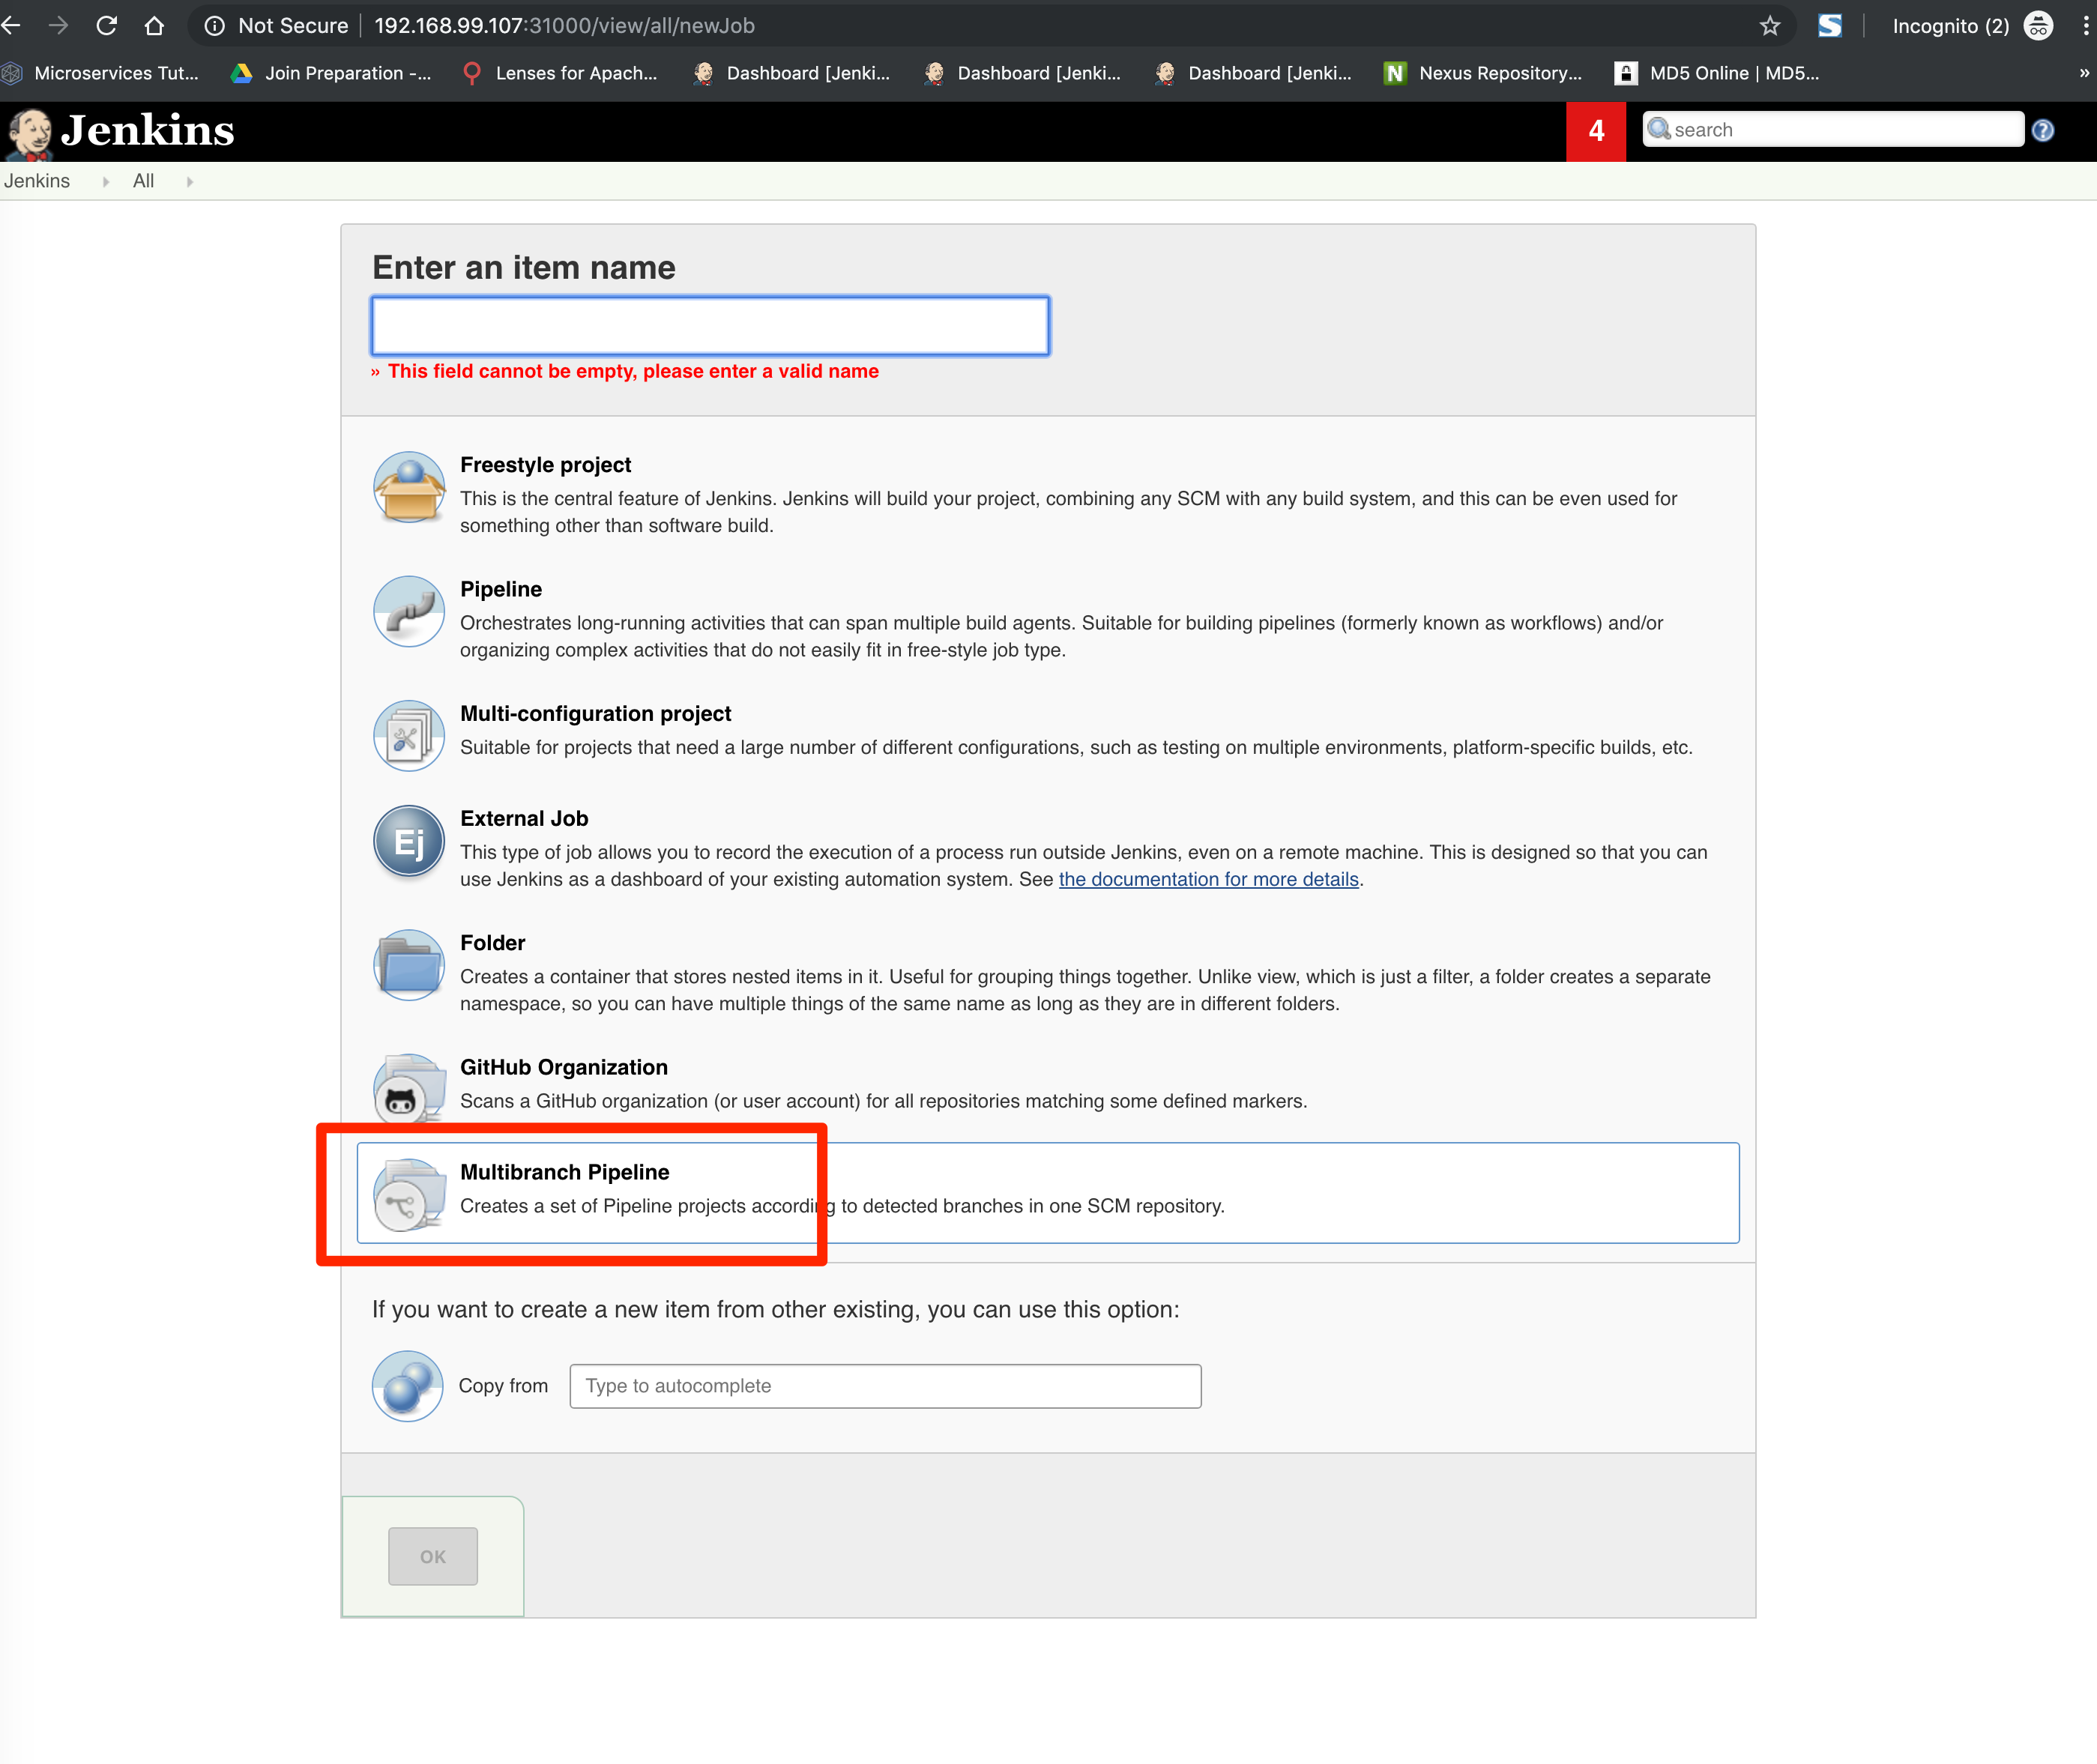 Not Secure | 192.168.99.107:31000/view/all/newJob
Incognito (2)
Microservices Tut...
Join Preparation -...
Lenses for Apach...
Dashboard [Jenki...
Dashboard [Jenki...
Dashboard [Jenki...
N
Nexus Repository...
MD5 Online | MD5...
»
Jenkins
4
search
?
Jenkins
All
Enter an item name
» This field cannot be empty, please enter a valid name
Freestyle project
This is the central feature of Jenkins. Jenkins will build your project, combining any SCM with any build system, and this can be even used for
something other than software build.
Pipeline
Orchestrates long-running activities that can span multiple build agents. Suitable for building pipelines (formerly known as workflows) and/or
organizing complex activities that do not easily fit in free-style job type.
Multi-configuration project
Suitable for projects that need a large number of different configurations, such as testing on multiple environments, platform-specific builds, etc.
Ej
External Job
This type of job allows you to record the execution of a process run outside Jenkins, even on a remote machine. This is designed so that you can
use Jenkins as a dashboard of your existing automation system. See the documentation for more details.
Folder
Creates a container that stores nested items in it. Useful for grouping things together. Unlike view, which is just a filter, a folder creates a separate
namespace, so you can have multiple things of the same name as long as they are in different folders.
GitHub Organization
Scans a GitHub organization (or user account) for all repositories matching some defined markers.
Multibranch Pipeline
Creates a set of Pipeline projects according to detected branches in one SCM repository.
If you want to create a new item from other existing, you can use this option:
Copy from
Type to autocomplete
OK